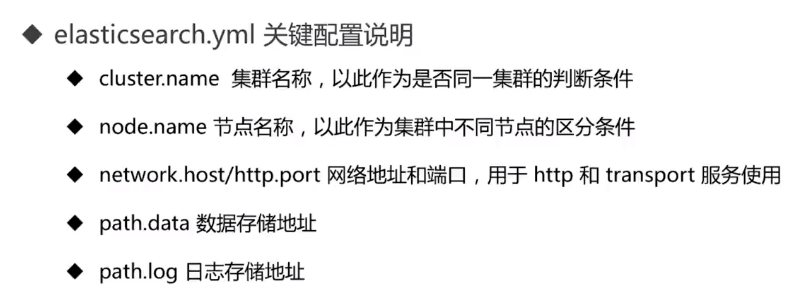 ◆ elasticsearch.yml 关键配置说明
◆ cluster.name 集群名称，以此作为是否同一集群的判断条件
◆ node.name 节点名称，以此作为集群中不同节点的区分条件
◆ network.host/http.port 网络地址和端口，用于 http 和 transport 服务使用
◆ path.data 数据存储地址
◆ path.log 日志存储地址